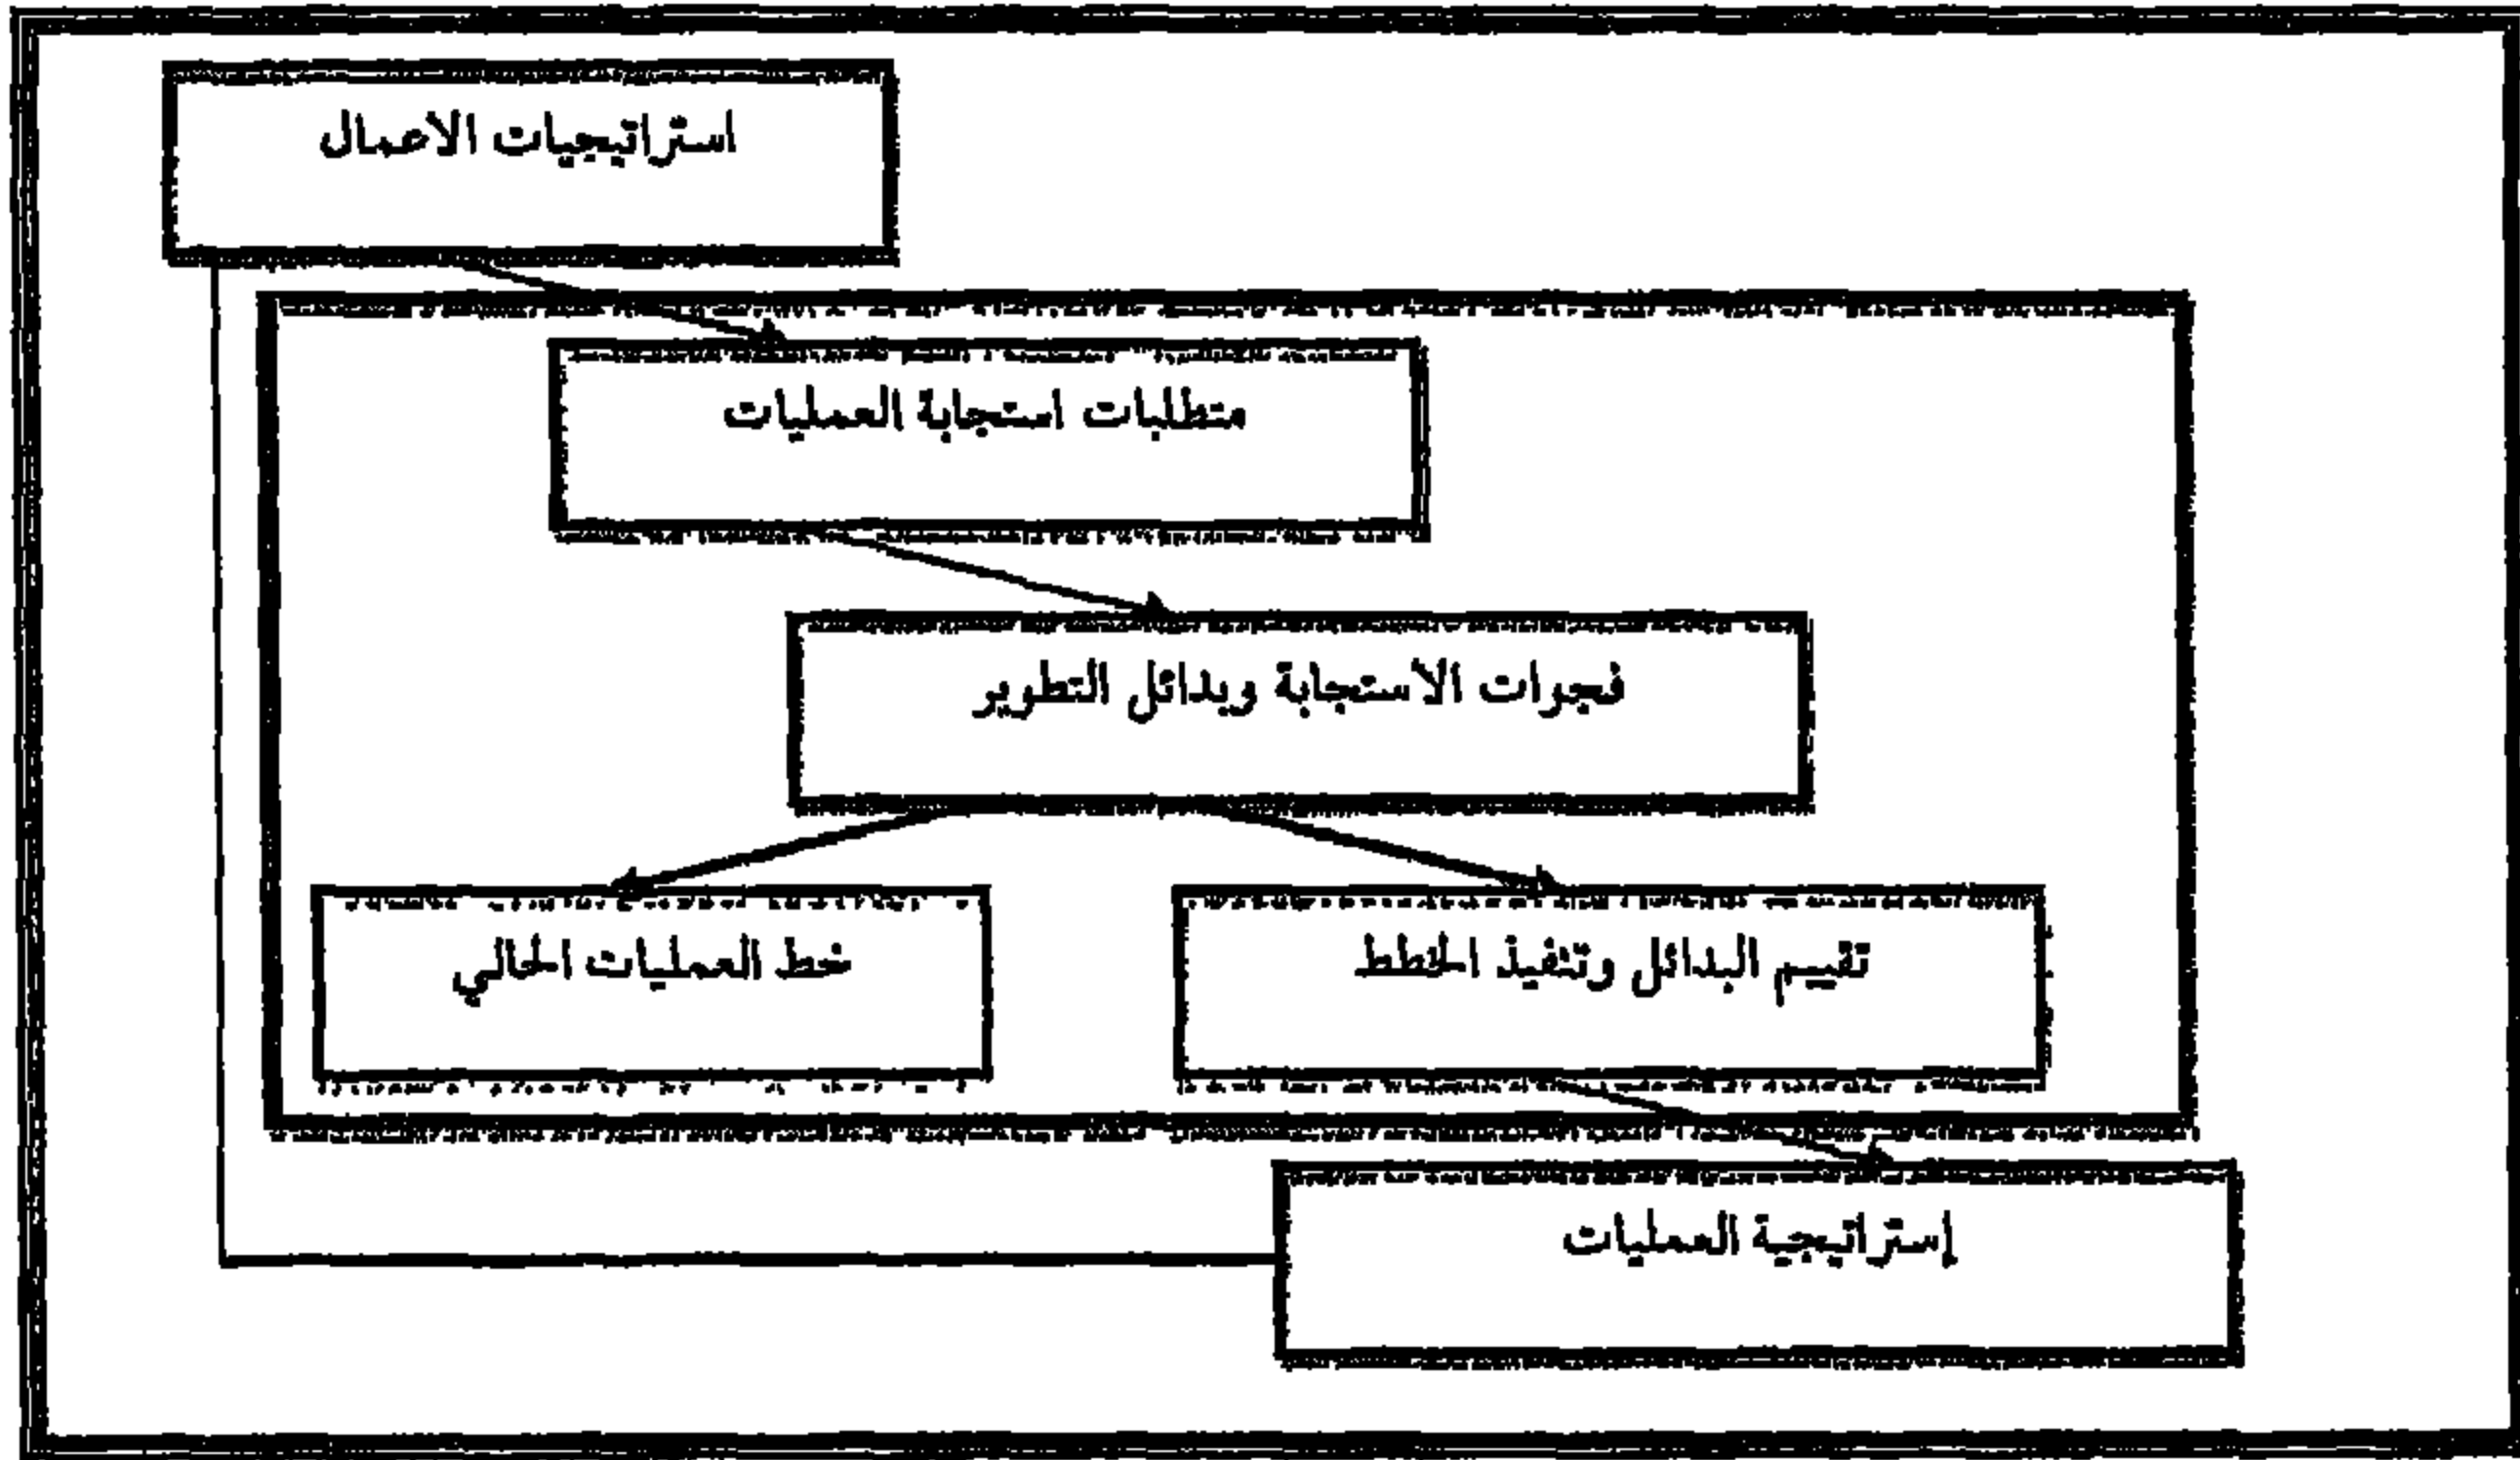 استراتيجيات الاعمال
متطلبات استجابة العمليات
فجوات الاستجابة وبدائل التطوير
خط العمليات الحالي
تقييم البدائل وتنفيذ الخطط
إستراتيجية العمليات